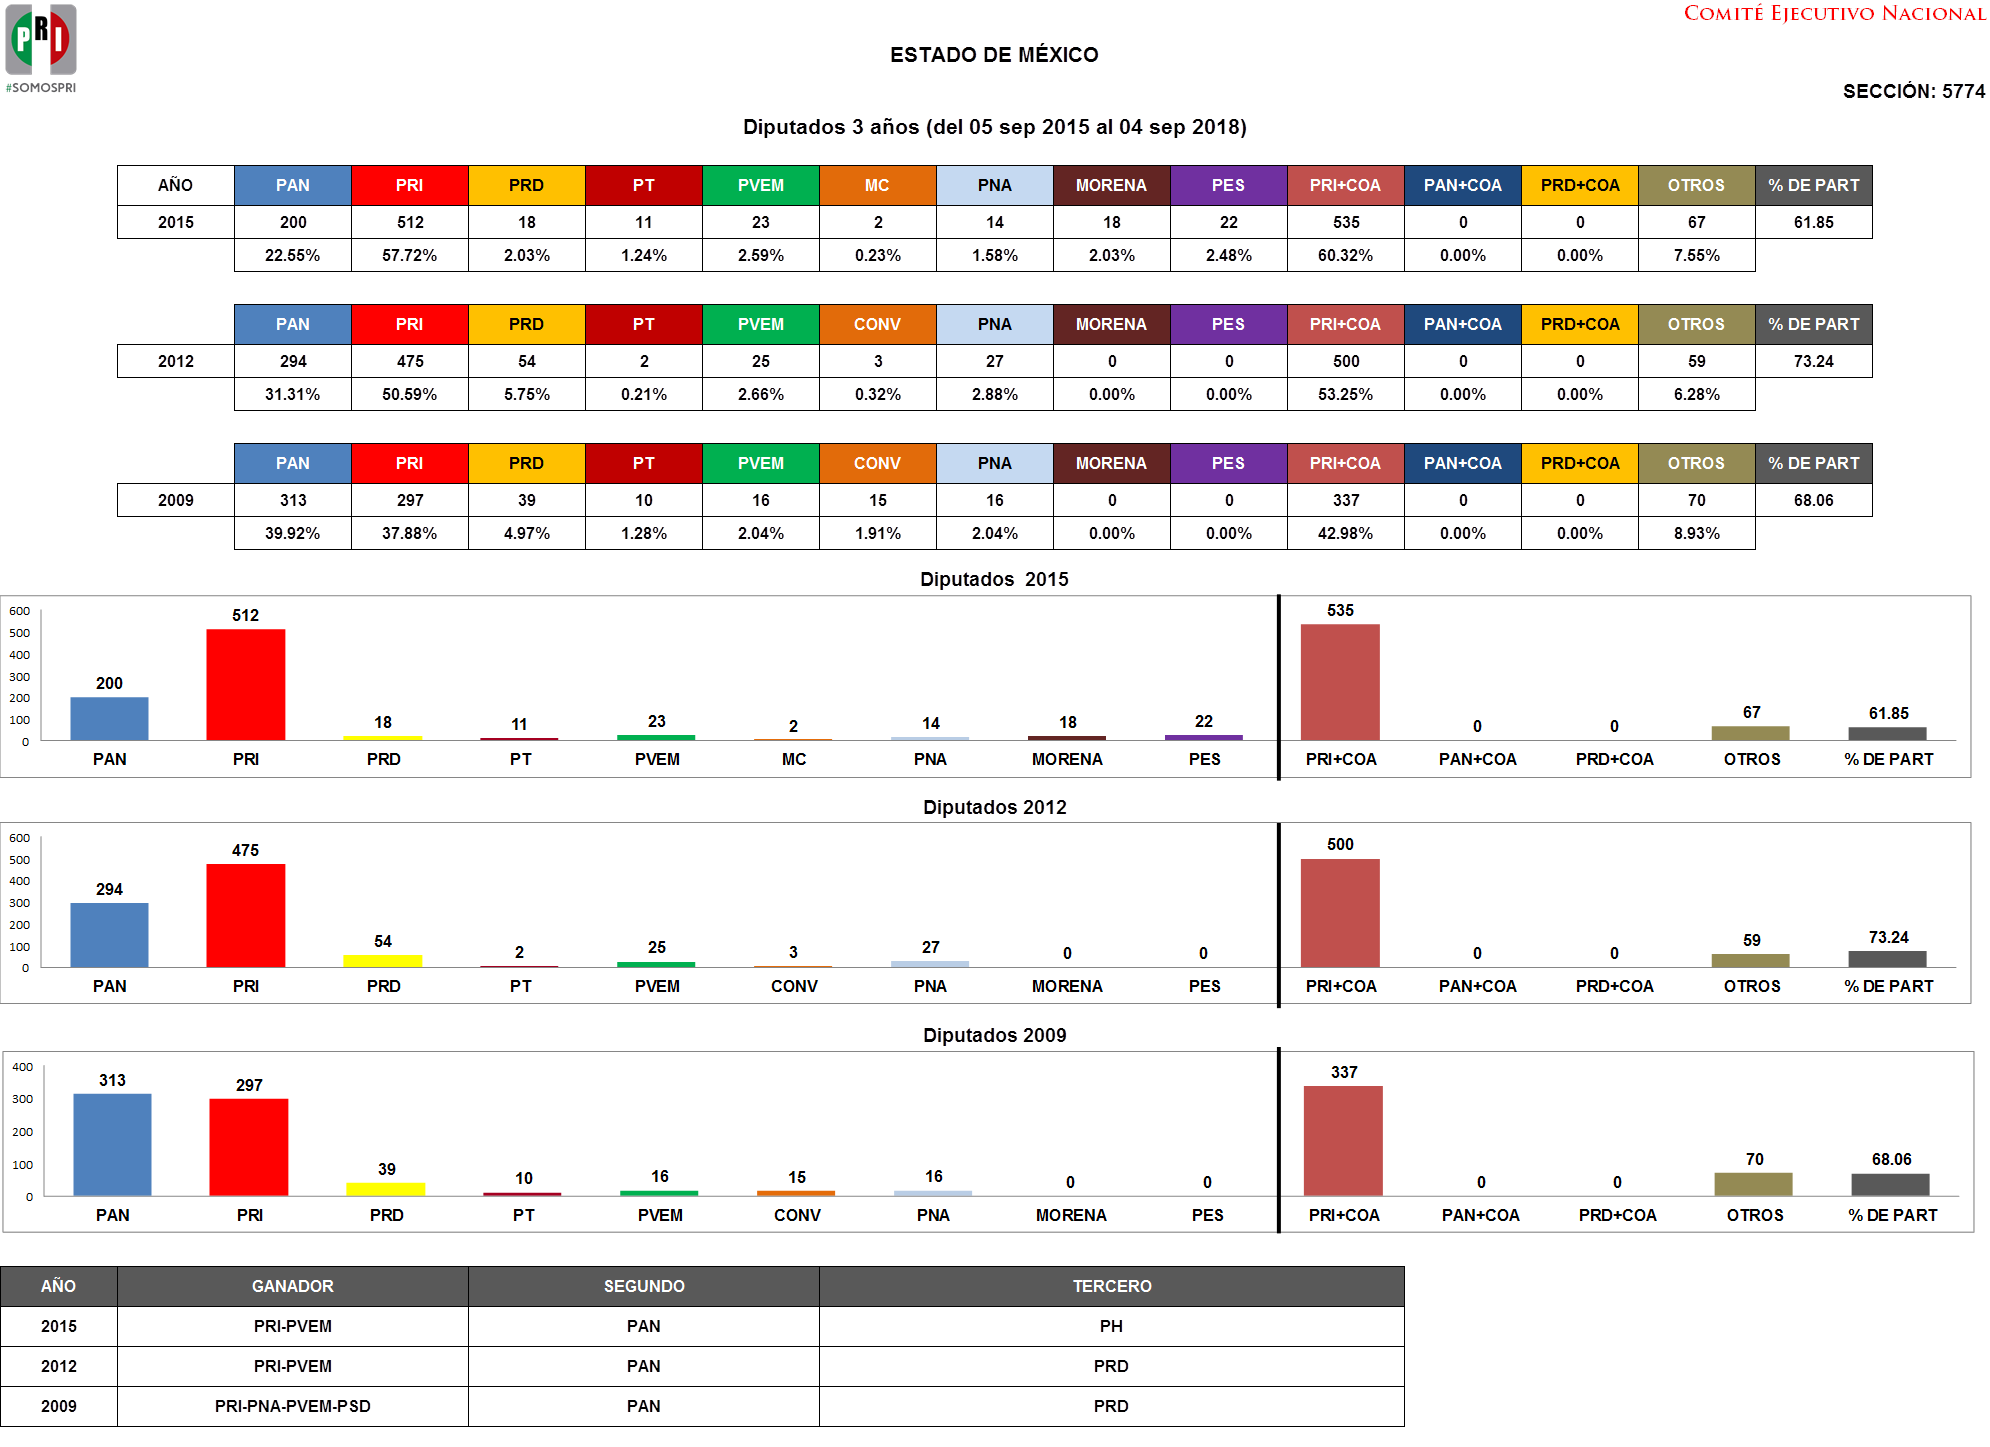 PRI
#SOMOSPRI
COMITÉ EJECUTIVO NACIONAL
ESTADO DE MÉXICO
SECCIÓN: 5774
Diputados 3 años (del 05 sep 2015 al 04 sep 2018)
AÑO PAN PRI PRD PT PVEM MC PNA MORENA PES PRI+COA PAN+COA PRD+COA OTROS % DE PART
2015 200 512 18 11 23 2 14 18 22 535 0 0 67 61.85
22.55% 57.72% 2.03% 1.24% 2.59% 0.23% 1.58% 2.03% 2.48% 60.32% 0.00% 0.00% 7.55%
PAN PRI PRD PT PVEM CONV PNA MORENA PES PRI+COA PAN+COA PRD+COA OTROS % DE PART
2012 294 475 54 2 25 3 27 0 0 500 0 0 59 73.24
31.31% 50.59% 5.75% 0.21% 2.66% 0.32% 2.88% 0.00% 0.00% 53.25% 0.00% 0.00% 6.28%
PAN PRI PRD PT PVEM CONV PNA MORENA PES PRI+COA PAN+COA PRD+COA OTROS % DE PART
2009 313 297 39 10 16 15 16 0 0 337 0 0 70 68.06
39.92% 37.88% 4.97% 1.28% 2.04% 1.91% 2.04% 0.00% 0.00% 42.98% 0.00% 0.00% 8.93%
Diputados 2015
600
500
400
300
200
100
0
200 512 18 11 23 2 14 18 22 535 0 0 67 61.85
PAN PRI PRD PT PVEM MC PNA MORENA PES PRI+COA PAN+COA PRD+COA OTROS % DE PART
Diputados 2012
600
500
400
300
200
100
0
294 475 54 2 25 3 27 0 0 500 0 0 59 73.24
PAN PRI PRD PT PVEM CONV PNA MORENA PES PRI+COA PAN+COA PRD+COA OTROS % DE PART
Diputados 2009
400
300
200
100
0
313 297 39 10 16 15 16 0 0 337 0 0 70 68.06
PAN PRI PRD PT PVEM CONV PNA MORENA PES PRI+COA PAN+COA PRD+COA OTROS % DE PART
AÑO GANADOR SEGUNDO TERCERO
2015 PRI-PVEM PAN PH
2012 PRI-PVEM PAN PRD
2009 PRI-PNA-PVEM-PSD PAN PRD